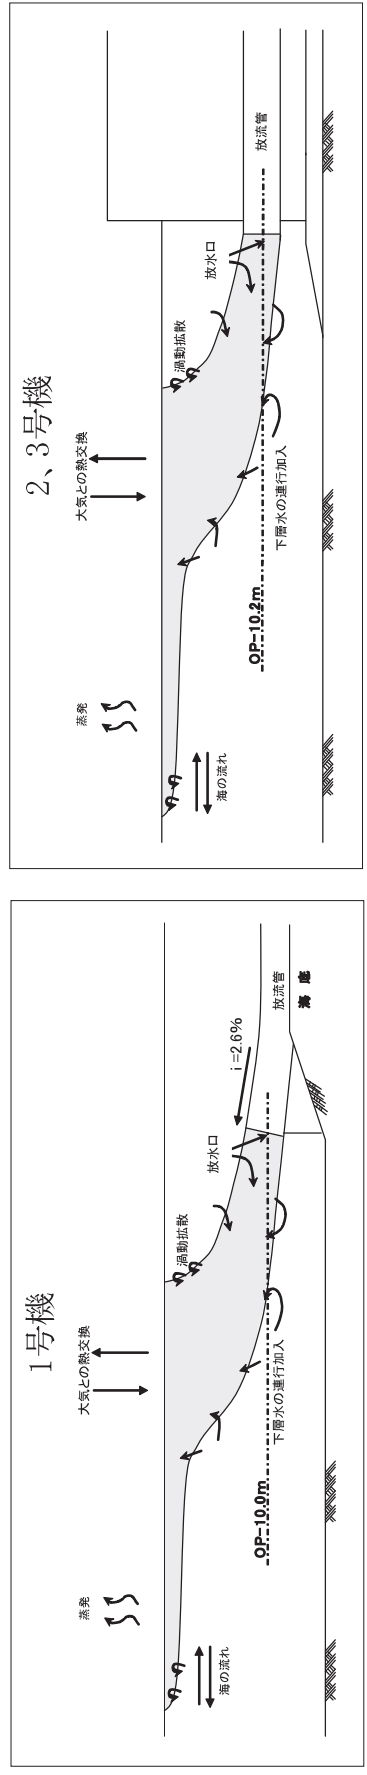 2、3号機
大気との熱交換
蒸発
渦動拡散
放水口
放流管
下層水の連行加入
OP-10.2m
海の流れ
1号機
大気との熱交換
蒸発
渦動拡散
放水口
i=2.6%
放流管
海底
下層水の連行加入
OP-10.0m
海の流れ